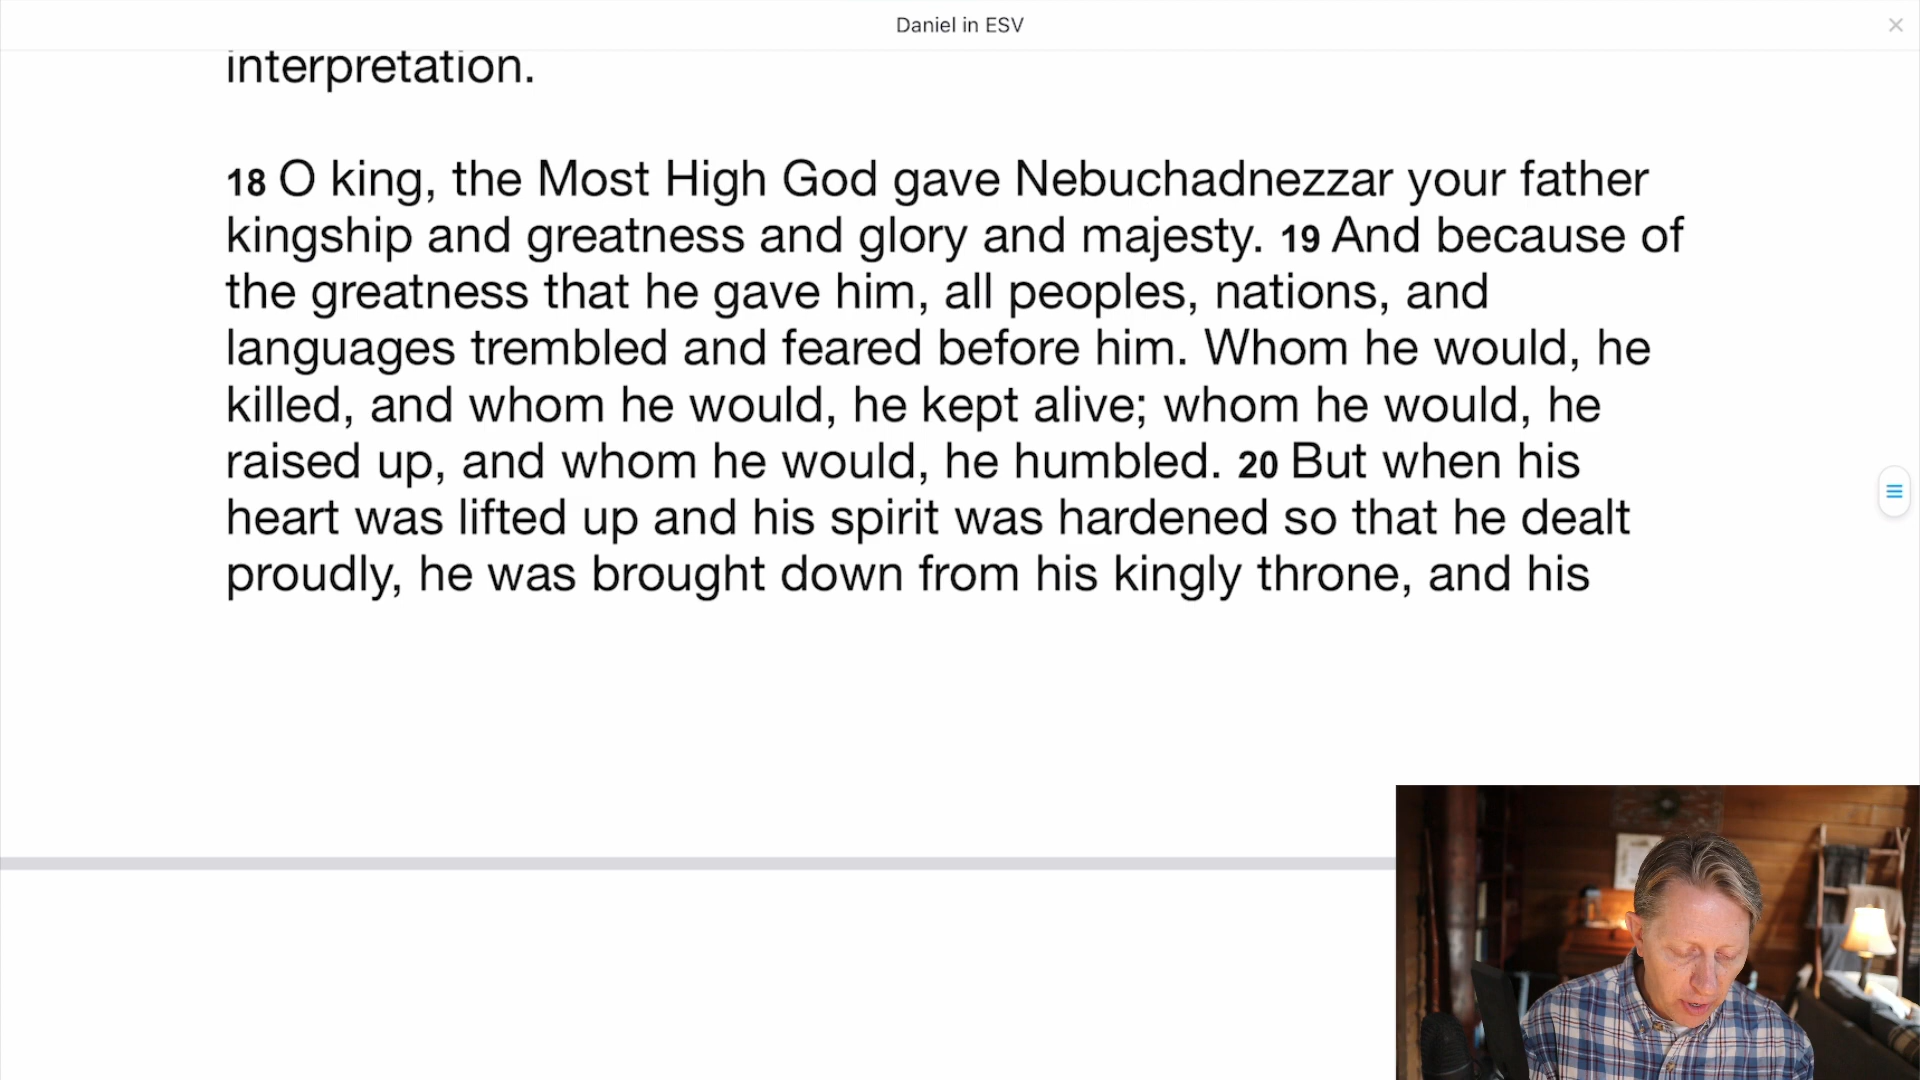 Daniel in ESV
interpretation.
18 O king, the Most High God gave Nebuchadnezzar your father
kingship and greatness and glory and majesty. 19 And because of
the greatness that he gave him, all peoples, nations, and
languages trembled and feared before him. Whom he would, he
killed, and whom he would, he kept alive; whom he would, he
raised up, and whom he would, he humbled. 20 But when his
heart was lifted up and his spirit was hardened so that he dealt
proudly, he was brought down from his kingly throne, and his